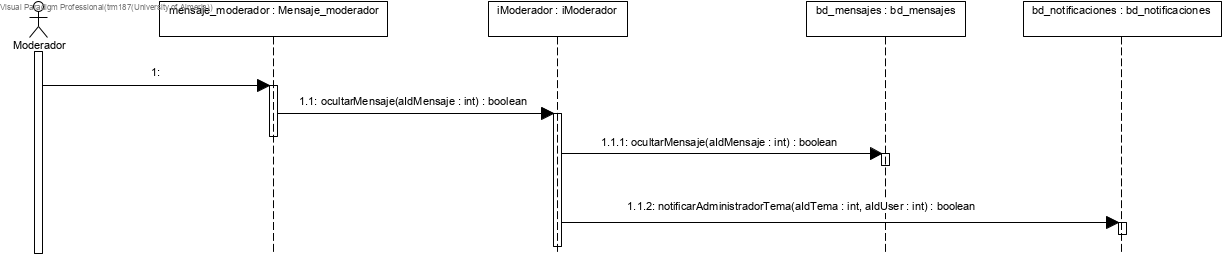 Visual Paradigm Professional(trm187(University of Almeria))
mensaje_moderador : Mensaje_moderador
iModerador : iModerador
bd_mensajes : bd_mensajes
bd_notificaciones : bd_notificaciones
Moderador
1:
1.1: ocultarMensaje(aIdMensaje : int) : boolean
1.1.1: ocultarMensaje(aIdMensaje : int) : boolean
1.1.2: notificarAdministradorTema(aIdTema : int, aIdUser : int) : boolean